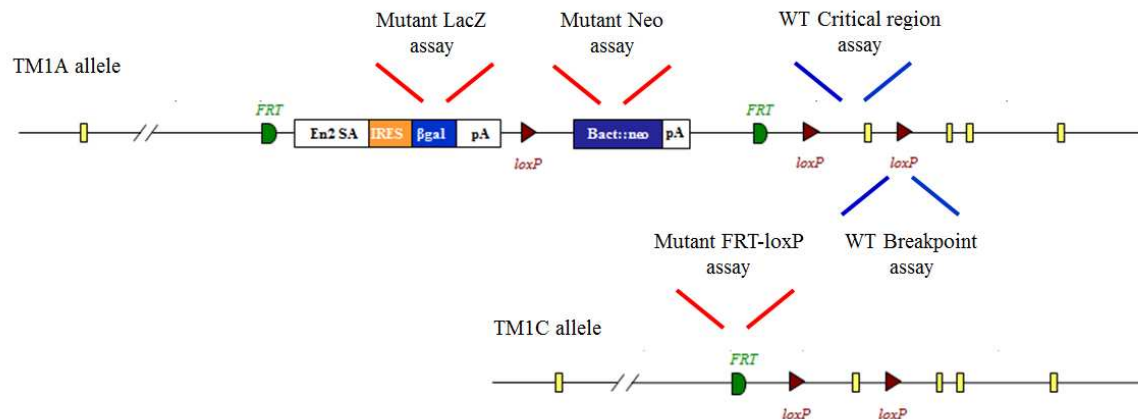 Mutant LacZ
assay
Mutant Neo
assay
WT Critical region
assay
TM1A allele
FRT
FRT
En2 SA
IRES
βgal
pA
Bact::neo
pA
loxP
loxP
loxP
Mutant FRT-loxP
assay
WT Breakpoint
assay
TM1C allele
FRT
loxP
loxP